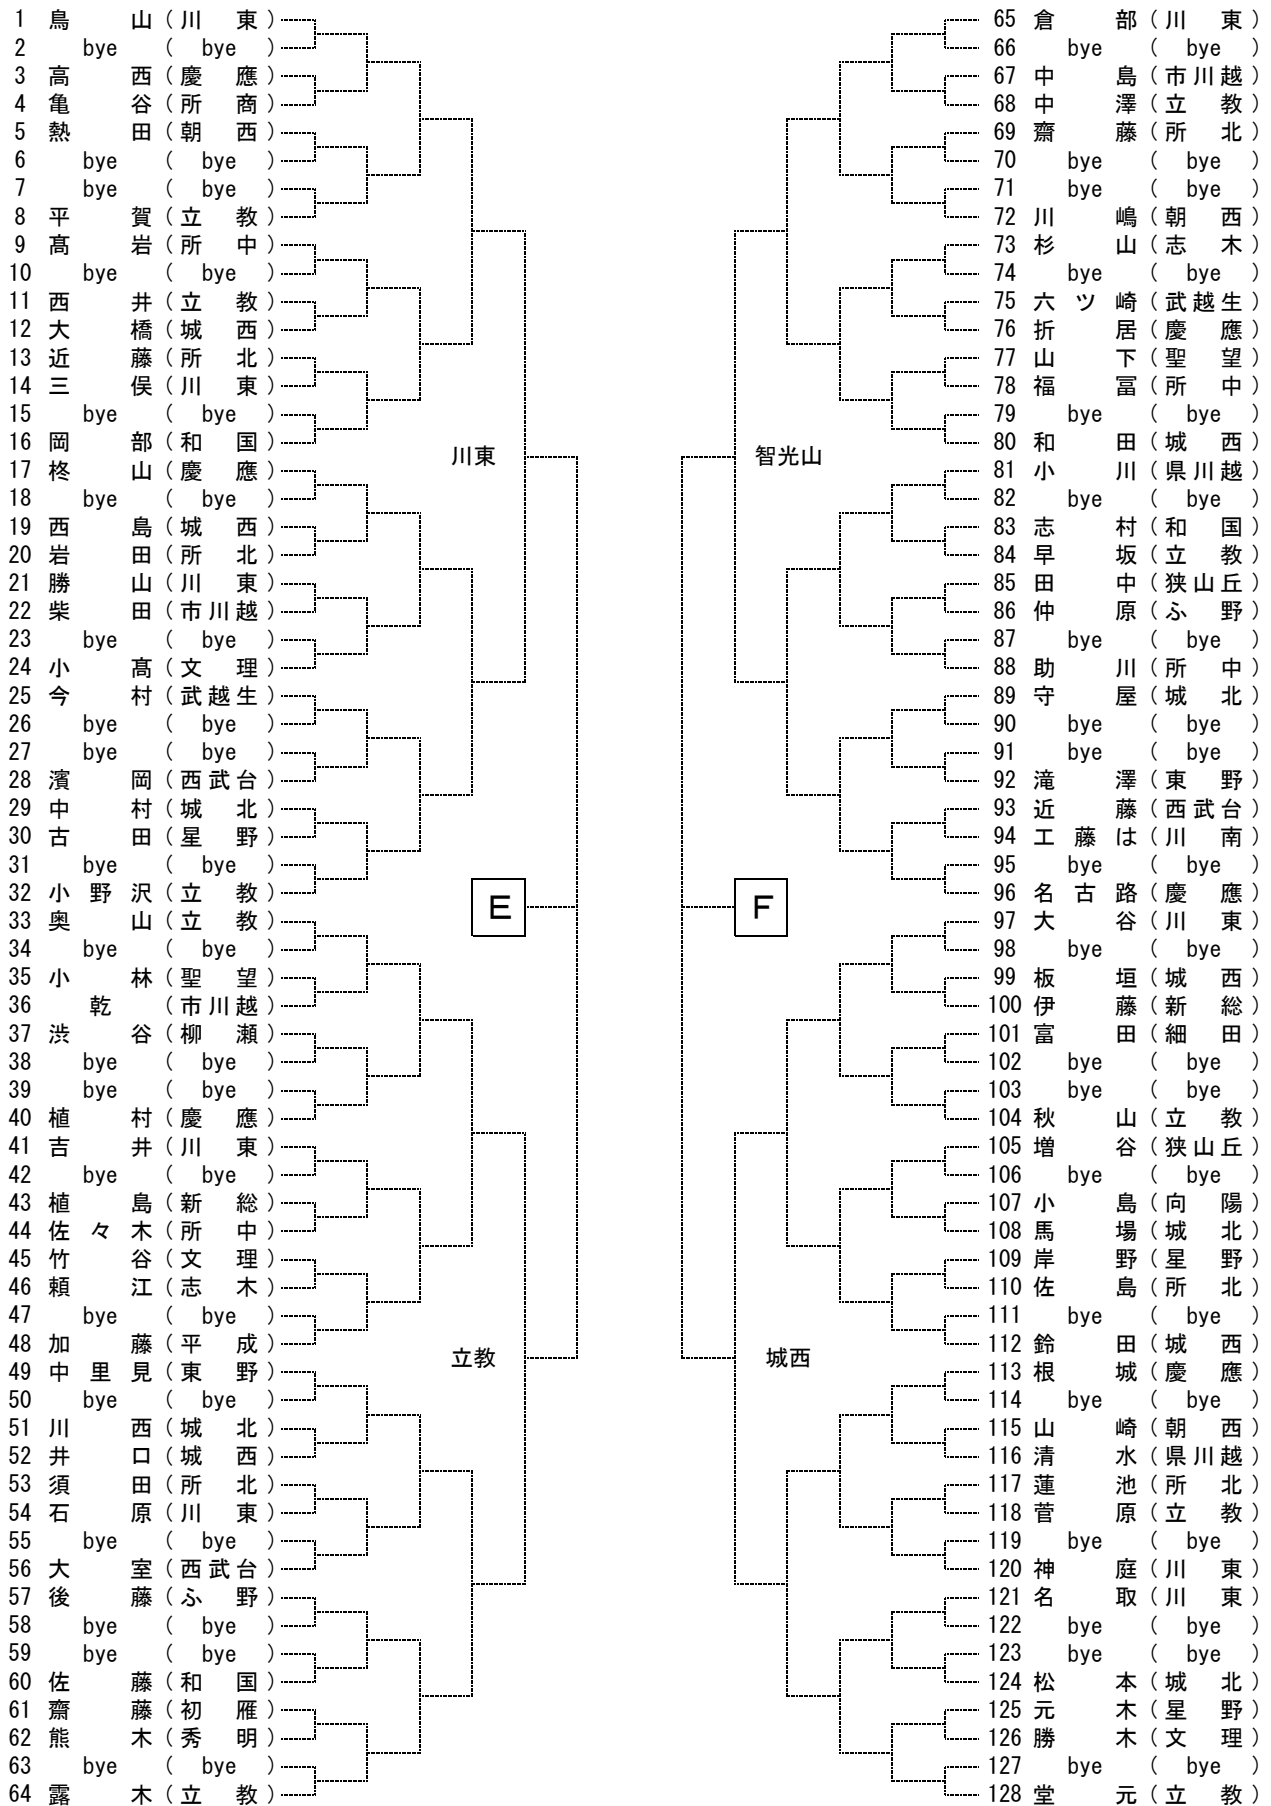 1 鳥山（川東）
2 bye （ bye ）
3 高西（慶應）
4 亀谷（所商）
5 熱田（朝西）
6 bye （ bye ）
7 bye （ bye ）
8 平賀（立教）
9 髙岩（所中）
10 bye （ bye ）
11 西井（立教）
12 大橋（城西）
13 近藤（所北）
14 三俣（川東）
15 bye （ bye ）
16 岡部（和国）
17 柊山（慶應）
18 bye （ bye ）
19 西島（城西）
20 岩田（所北）
21 勝山（川東）
22 柴田（市川越）
23 bye （ bye ）
24 小髙（文理）
25 今村（武越生）
26 bye （ bye ）
27 bye （ bye ）
28 濱岡（西武台）
29 中村（城北）
30 古田（星野）
31 bye （ bye ）
32 小野沢（立教）
33 奥山（立教）
34 bye （ bye ）
35 小林（聖望）
36 乾（市川越）
37 渋谷（柳瀬）
38 bye （ bye ）
39 bye （ bye ）
40 植村（慶應）
41 吉井（川東）
42 bye （ bye ）
43 植島（新総）
44 佐々木（所中）
45 竹谷（文理）
46 頼江（志木）
47 bye （ bye ）
48 加藤（平成）
49 中里見（東野）
50 bye （ bye ）
51 川西（城北）
52 井口（城西）
53 須田（所北）
54 石原（川東）
55 bye （ bye ）
56 大室（西武台）
57 後藤（ふ野）
58 bye （ bye ）
59 bye （ bye ）
60 佐藤（和国）
61 齋藤（初雁）
62 熊木（秀明）
63 bye （ bye ）
64 露木（立教）
川東
E
立教
智光山
F
城西
65 倉部（川東）
66 bye （ bye ）
67 中島（市川越）
68 中澤（立教）
69 齋藤（所北）
70 bye （ bye ）
71 bye （ bye ）
72 川嶋（朝西）
73 杉山（志木）
74 bye （ bye ）
75 六ツ崎（武越生）
76 折居（慶應）
77 山下（聖望）
78 福冨（所中）
79 bye （ bye ）
80 和田（城西）
81 小川（県川越）
82 bye （ bye ）
83 志村（和国）
84 早坂（立教）
85 田中（狭山丘）
86 仲原（ふ野）
87 bye （ bye ）
88 助川（所中）
89 守屋（城北）
90 bye （ bye ）
91 bye （ bye ）
92 滝澤（東野）
93 近藤（西武台）
94 工藤は（川南）
95 bye （ bye ）
96 名古路（慶應）
97 大谷（川東）
98 bye （ bye ）
99 板垣（城西）
100 伊藤（新総）
101 富田（細田）
102 bye （ bye ）
103 bye （ bye ）
104 秋山（立教）
105 増谷（狭山丘）
106 bye （ bye ）
107 小島（向陽）
108 馬場（城北）
109 岸野（星野）
110 佐島（所北）
111 bye （ bye ）
112 鈴田（城西）
113 根城（慶應）
114 bye （ bye ）
115 山崎（朝西）
116 清水（県川越）
117 蓮池（所北）
118 菅原（立教）
119 bye （ bye ）
120 神庭（川東）
121 名取（川東）
122 bye （ bye ）
123 bye （ bye ）
124 松本（城北）
125 元木（星野）
126 勝木（文理）
127 bye （ bye ）
128 堂元（立教）